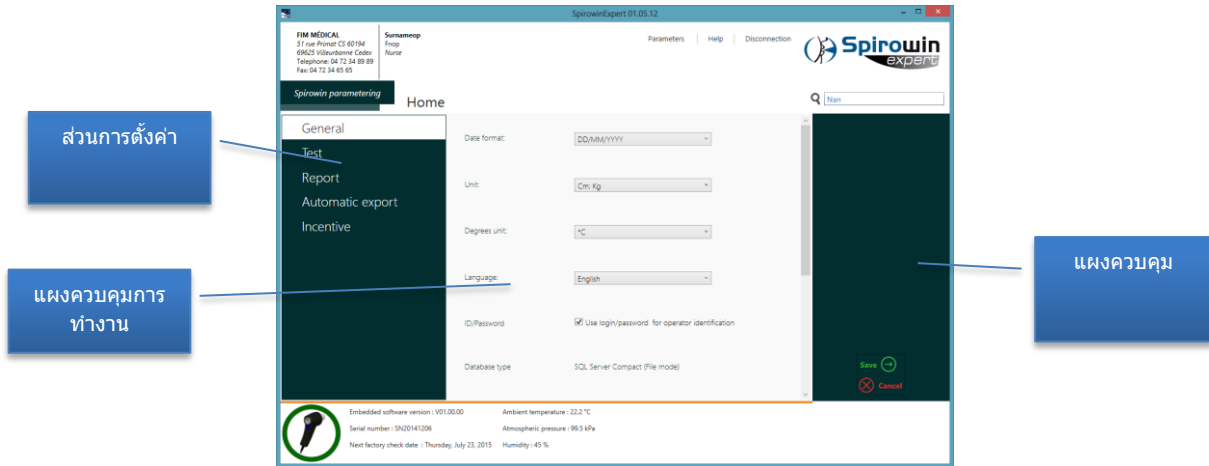 SpirowinExpert 01.05.12
FIM MÉDICAL
51 rue Primat CS 60194
69625 Villeurbanne Cedex
Telephone: 04 72 34 89 89
Fax: 04 72 34 65 65
Surnameop
Fnop
Nurse
Parameters | Help | Disconnection
Spirowin
expert
Spirowin parametering
Home
Nan
General
Test
Report
Automatic export
Incentive
Date format: DD/MM/YYYY
Unit: Cm; Kg
Degrees unit: °C
Language: English
ID/Password Use login/password for operator identification
Database type SQL Server Compact (File mode)
Save
Cancel
Embedded software version : V01.00.00 Ambient temperature : 22.2 °C
Serial number : SN20141206 Atmospheric pressure : 99.5 kPa
Next factory check date : Thursday, July 23, 2015 Humidity : 45 %
ส่วนการตั้งค่า
แผงควบคุมการ
ทำงาน
แผงควบคุม